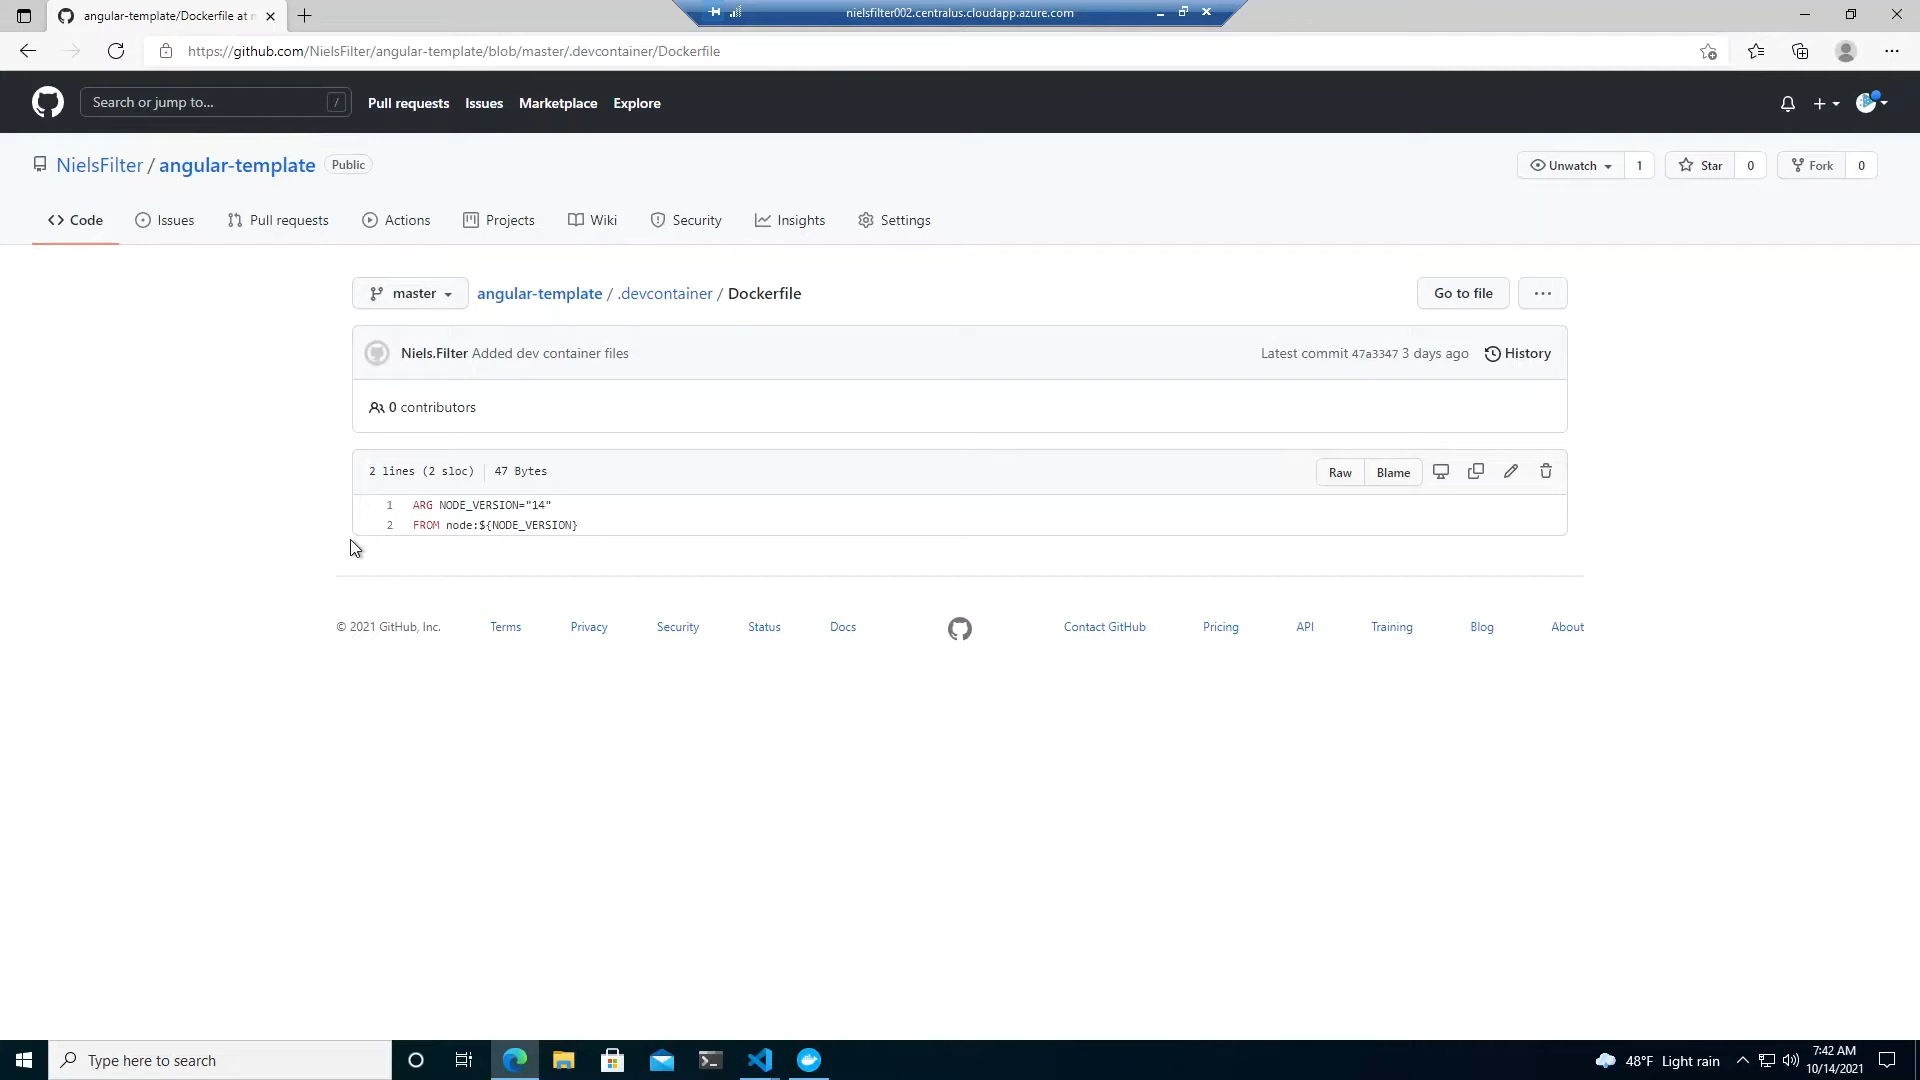 angular-template/Dockerfile at
nielsfilter002.centralus.cloudapp.azure.com
https://github.com/NielsFilter/angular-template/blob/master/.devcontainer/Dockerfile
Search or jump to... /
Pull requests Issues Marketplace Explore
NielsFilter / angular-template Public
Unwatch 1 Star 0 Fork 0
Code Issues Pull requests Actions Projects Wiki Security Insights Settings
master angular-template / .devcontainer / Dockerfile Go to file ...
Niels.Filter Added dev container files Latest commit 47a3347 3 days ago History
0 contributors
2 lines (2 sloc) 47 Bytes Raw Blame
1 ARG NODE_VERSION="14"
2 FROM node:${NODE_VERSION}
© 2021 GitHub, Inc. Terms Privacy Security Status Docs Contact GitHub Pricing API Training Blog About
Type here to search 48°F Light rain
7:42 AM
10/14/2021